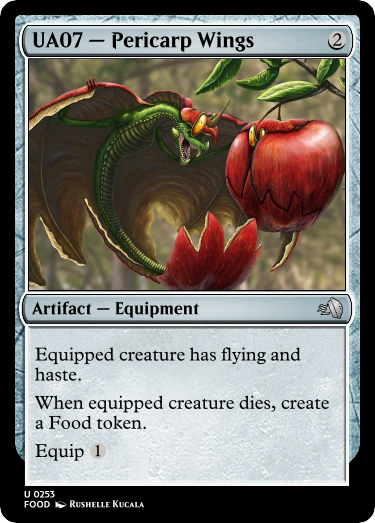 UA07 — Pericarp Wings 2
Artifact — Equipment
Equipped creature has flying and
haste.
When equipped creature dies, create
a Food token.
Equip 1
U 0253
FOOD Rushelle Kucala